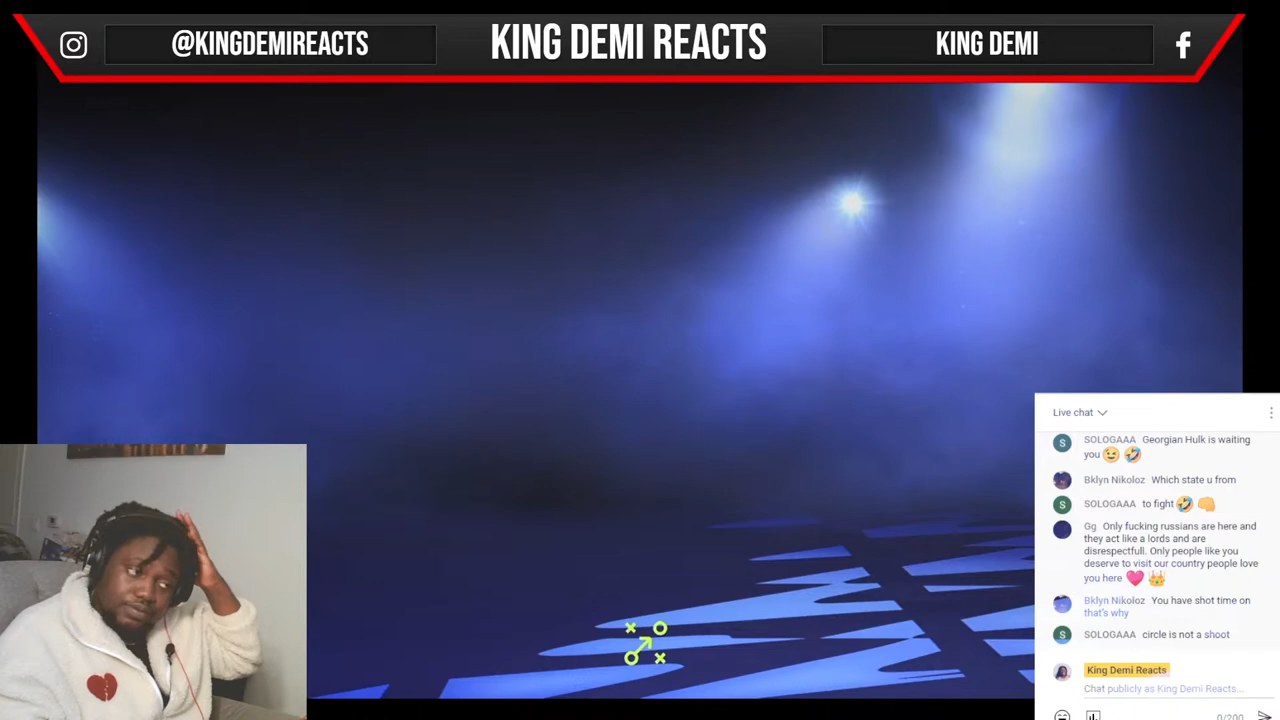 @KINGDEMIREACTS
KING DEMI REACTS
KING DEMI
Live chat
SOLOGAAA Georgian Hulk is waiting
you
Bklyn Nikoloz Which state u from
SOLOGAAA to fight
Gg Only fucking russians are here and
they act like a lords and are
disrespectfull. Only people like you
deserve to visit our country people love
you here
Bklyn Nikoloz You have shot time on
that's why
SOLOGAAA circle is not a shoot
King Demi Reacts
Chat publicly as King Demi Reacts...
0/200